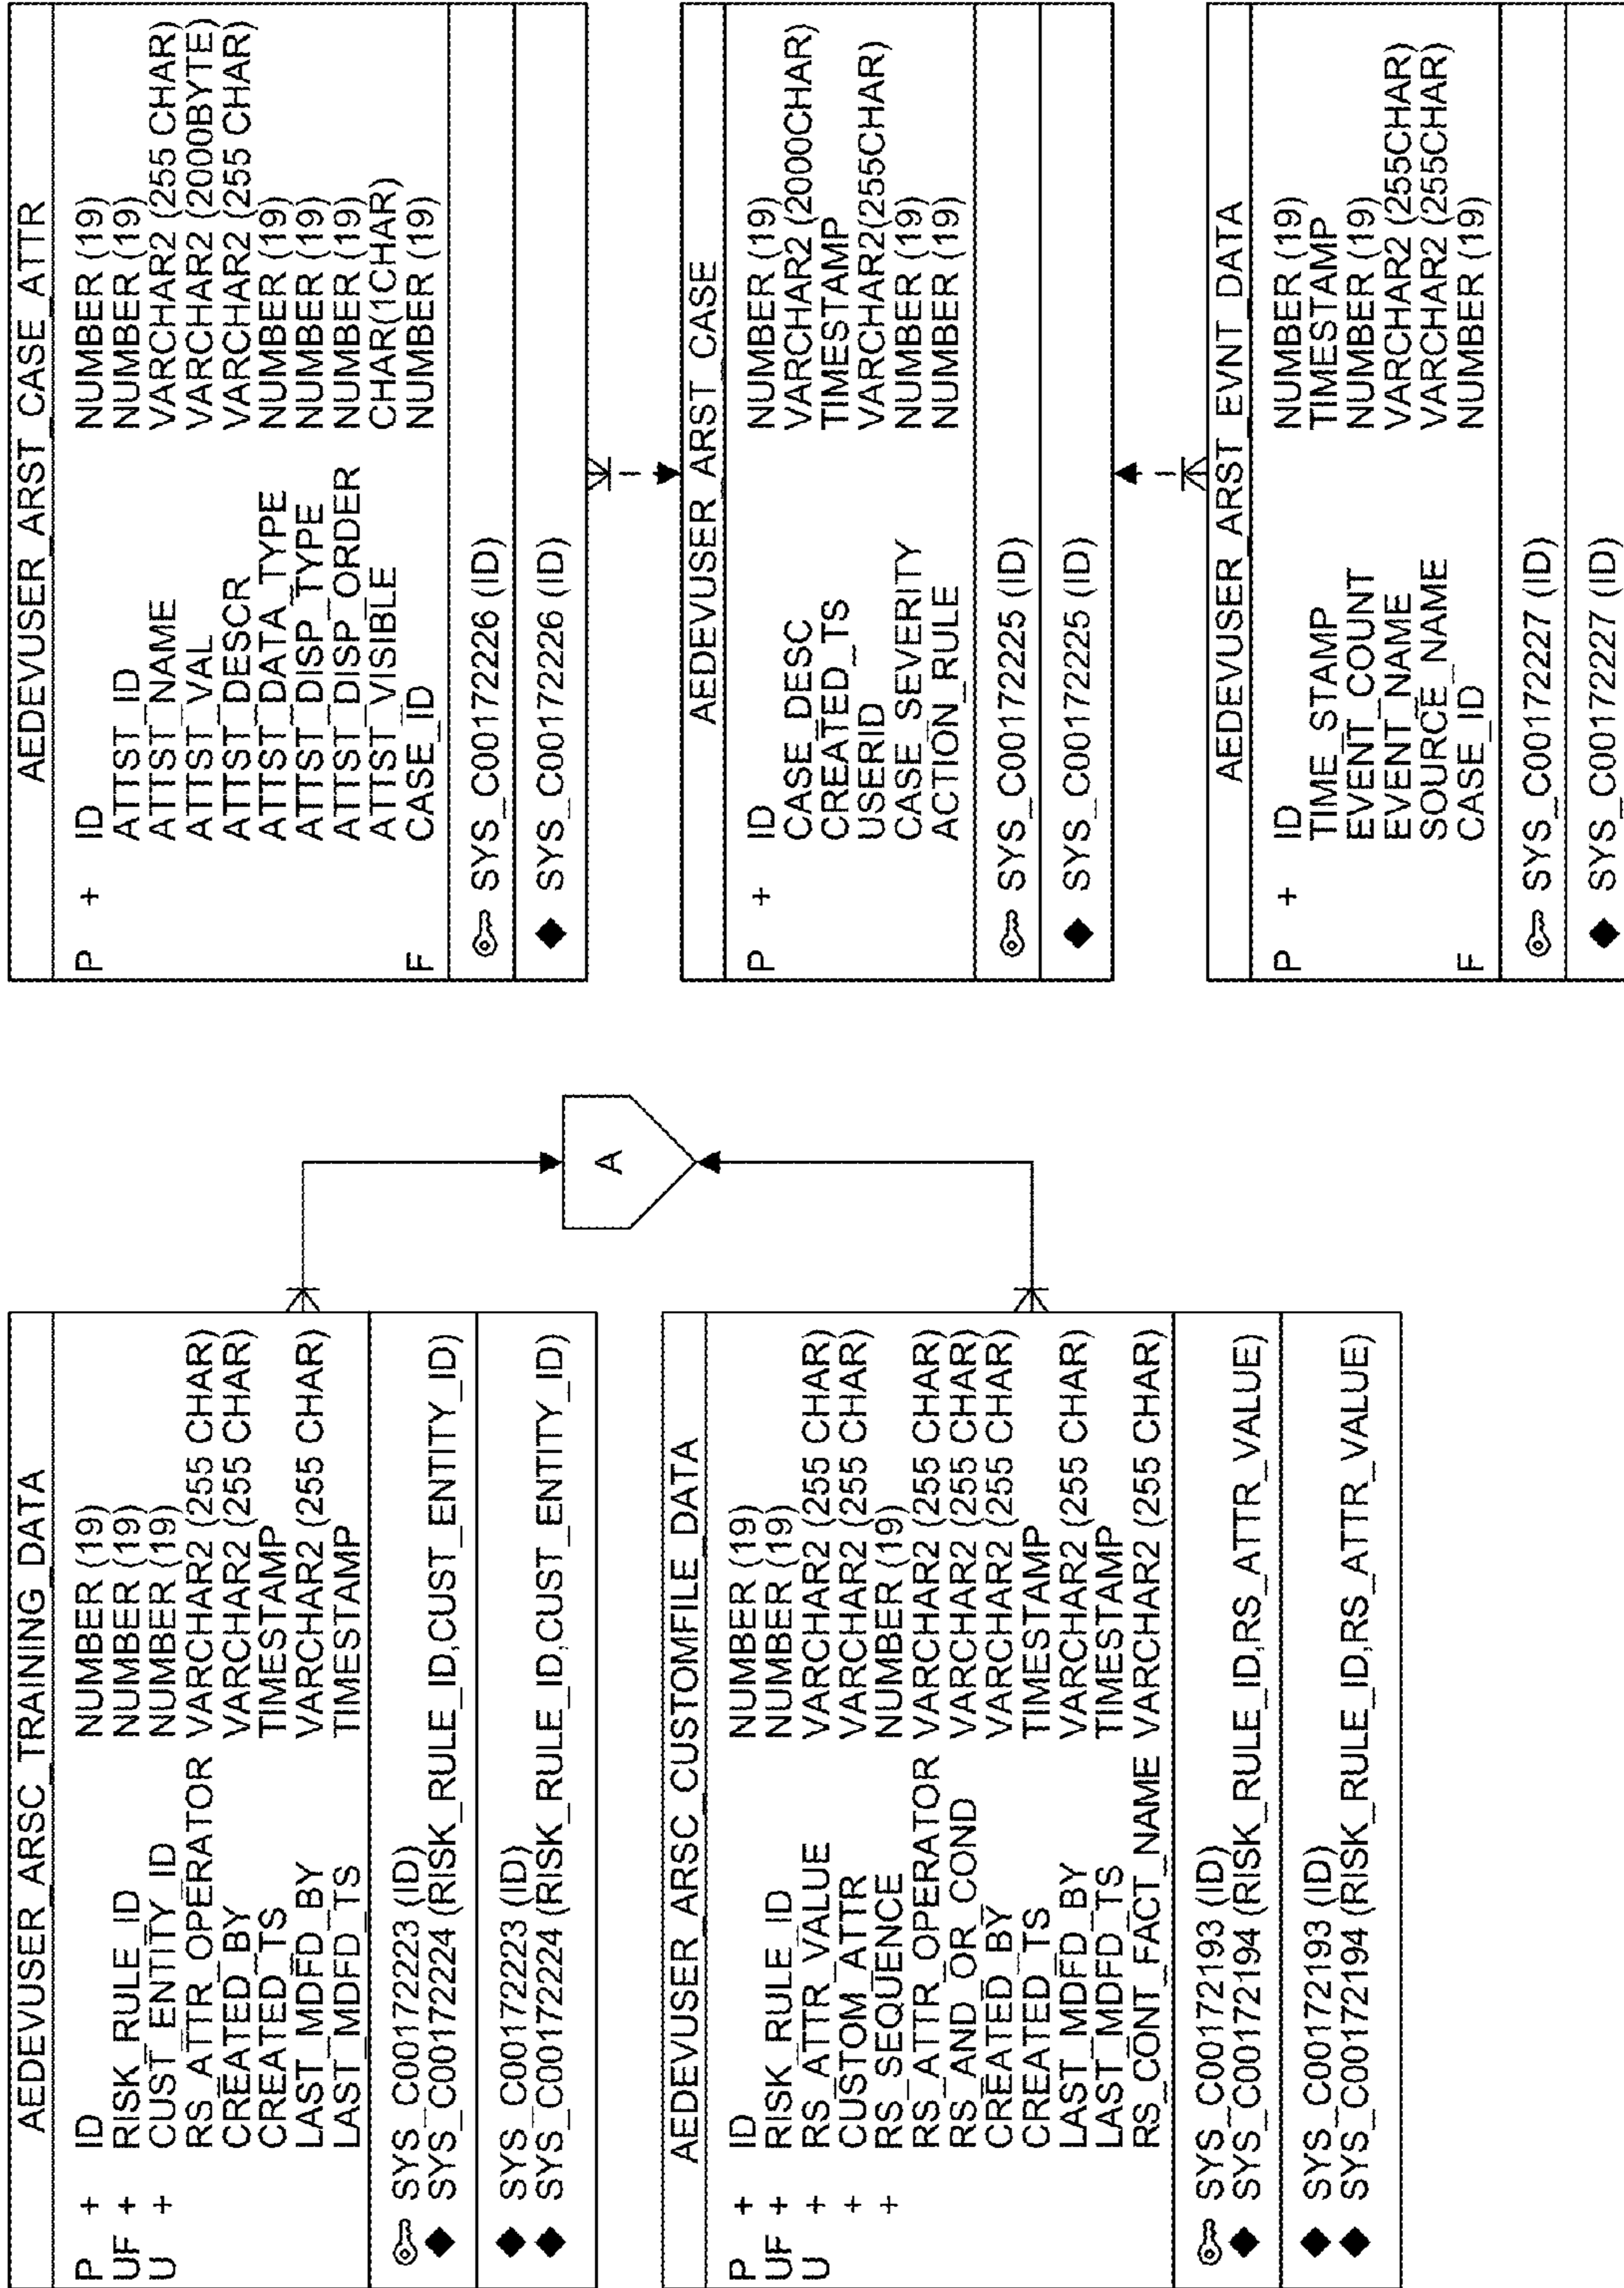 AEDEVUSER_ARSC_TRAINING_DATA
P + ID NUMBER (19)
UF + RISK_RULE_ID NUMBER (19)
U + CUST_ENTITY_ID NUMBER (19)
RS_ATTR_OPERATOR VARCHAR2 (255 CHAR)
CREATED_BY VARCHAR2 (255 CHAR)
CREATED_TS TIMESTAMP
LAST_MDFD_BY VARCHAR2 (255 CHAR)
LAST_MDFD_TS TIMESTAMP
SYS_C00172223 (ID)
SYS_C00172224 (RISK_RULE_ID,CUST_ENTITY_ID)
SYS_C00172223 (ID)
SYS_C00172224 (RISK_RULE_ID,CUST_ENTITY_ID)
AEDEVUSER_ARSC_CUSTOMFILE_DATA
P + ID NUMBER (19)
UF + RISK_RULE_ID NUMBER (19)
U + RS_ATTR_VALUE VARCHAR2 (255 CHAR)
+ CUSTOM_ATTR VARCHAR2 (255 CHAR)
+ RS_SEQUENCE NUMBER (19)
RS_ATTR_OPERATOR VARCHAR2 (255 CHAR)
RS_AND_OR_COND VARCHAR2 (255 CHAR)
CREATED_BY VARCHAR2 (255 CHAR)
CREATED_TS TIMESTAMP
LAST_MDFD_BY VARCHAR2 (255 CHAR)
LAST_MDFD_TS TIMESTAMP
RS_CONT_FACT_NAME VARCHAR2 (255 CHAR)
SYS_C00172193 (ID)
SYS_C00172194 (RISK_RULE_ID,RS_ATTR_VALUE)
SYS_C00172193 (ID)
SYS_C00172194 (RISK_RULE_ID,RS_ATTR_VALUE)
A
AEDEVUSER_ARST_CASE_ATTR
P + ID NUMBER (19)
ATTST_ID NUMBER (19)
ATTST_NAME VARCHAR2 (255 CHAR)
ATTST_VAL VARCHAR2 (2000BYTE)
ATTST_DESCR VARCHAR2 (255 CHAR)
ATTST_DATA_TYPE NUMBER (19)
ATTST_DISP_TYPE NUMBER (19)
ATTST_DISP_ORDER NUMBER (19)
ATTST_VISIBLE CHAR(1CHAR)
F CASE_ID NUMBER (19)
SYS_C00172226 (ID)
SYS_C00172226 (ID)
AEDEVUSER_ARST_CASE
P + ID NUMBER (19)
CASE_DESC VARCHAR2 (2000CHAR)
CREATED_TS TIMESTAMP
USERID VARCHAR2(255CHAR)
CASE_SEVERITY NUMBER (19)
ACTION_RULE NUMBER (19)
SYS_C00172225 (ID)
SYS_C00172225 (ID)
AEDEVUSER_ARST_EVNT_DATA
P + ID NUMBER (19)
TIME_STAMP TIMESTAMP
EVENT_COUNT NUMBER (19)
EVENT_NAME VARCHAR2 (255CHAR)
SOURCE_NAME VARCHAR2 (255CHAR)
F CASE_ID NUMBER (19)
SYS_C00172227 (ID)
SYS_C00172227 (ID)